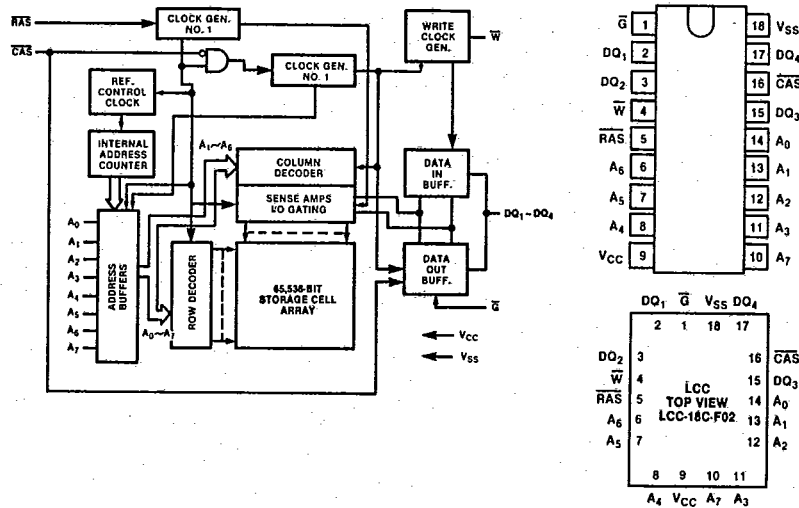 RAS
CAS
CLOCK GEN.
NO. 1
CLOCK GEN.
NO. 1
WRITE
CLOCK
GEN.
W
REF.
CONTROL
CLOCK
INTERNAL
ADDRESS
COUNTER
A₁~A₆
COLUMN
DECODER
SENSE AMPS
I/O GATING
DATA
IN
BUFF.
DQ₁~DQ₄
DATA
OUT
BUFF.
G
A₀
A₁
A₂
A₃
A₄
A₅
A₆
A₇
ADDRESS
BUFFERS
A₀~A₇
ROW DECODER
65,536-BIT
STORAGE CELL
ARRAY
VCC
VSS
G 1 18 VSS
DQ₁ 2 17 DQ₄
DQ₂ 3 16 CAS
W 4 15 DQ₃
RAS 5 14 A₀
A₆ 6 13 A₁
A₅ 7 12 A₂
A₄ 8 11 A₃
VCC 9 10 A₇
DQ₁ G VSS DQ₄
2 1 18 17
DQ₂ 3 16 CAS
W 4 15 DQ₃
RAS 5 14 A₀
A₆ 6 13 A₁
A₅ 7 12 A₂
LCC
TOP VIEW
LCC-18C-F02
8 9 10 11
A₄ VCC A₇ A₃